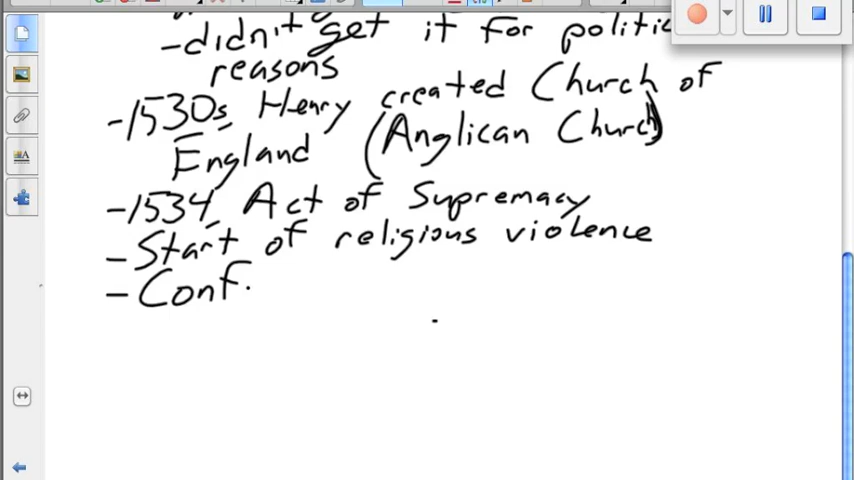 -didn't get it for politic
reasons
-1530s Henry created Church of
England (Anglican Church)
-1534 Act of Supremacy
-Start of religious violence
-Conf.